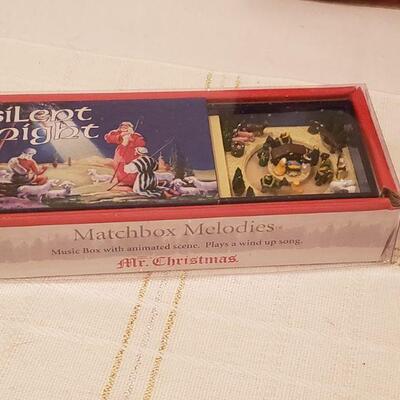 Silent
Night
Matchbox Melodies
Music Box with animated scene. Plays a wind up song.
Mr. Christmas